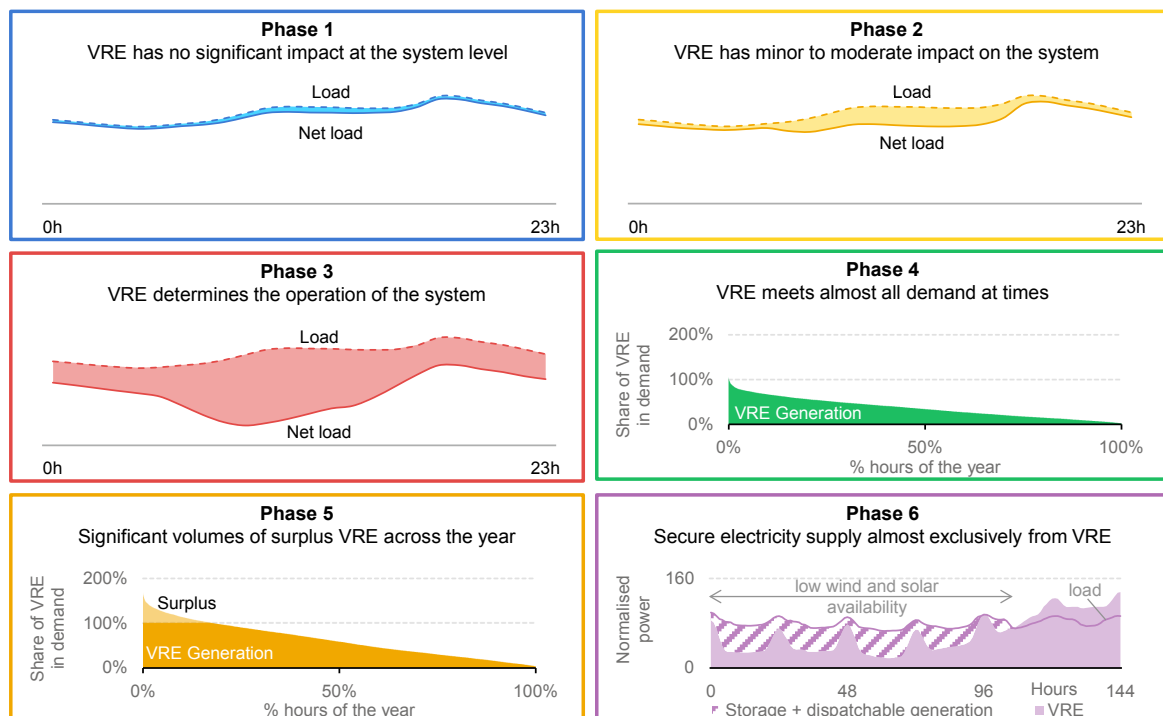 Phase 1
VRE has no significant impact at the system level
Load
Net load
0h
23h
Phase 2
VRE has minor to moderate impact on the system
Load
Net load
0h
23h
Phase 3
VRE determines the operation of the system
Load
Net load
0h
23h
Phase 4
VRE meets almost all demand at times
Share of VRE
in demand
200%
100%
0%
VRE Generation
0%
50%
100%
% hours of the year
Phase 5
Significant volumes of surplus VRE across the year
Share of VRE
in demand
200%
100%
0%
Surplus
VRE Generation
0%
50%
100%
% hours of the year
Phase 6
Secure electricity supply almost exclusively from VRE
Normalised
power
160
0
low wind and solar
availability
load
0
48
96
Hours
144
Storage + dispatchable generation
VRE